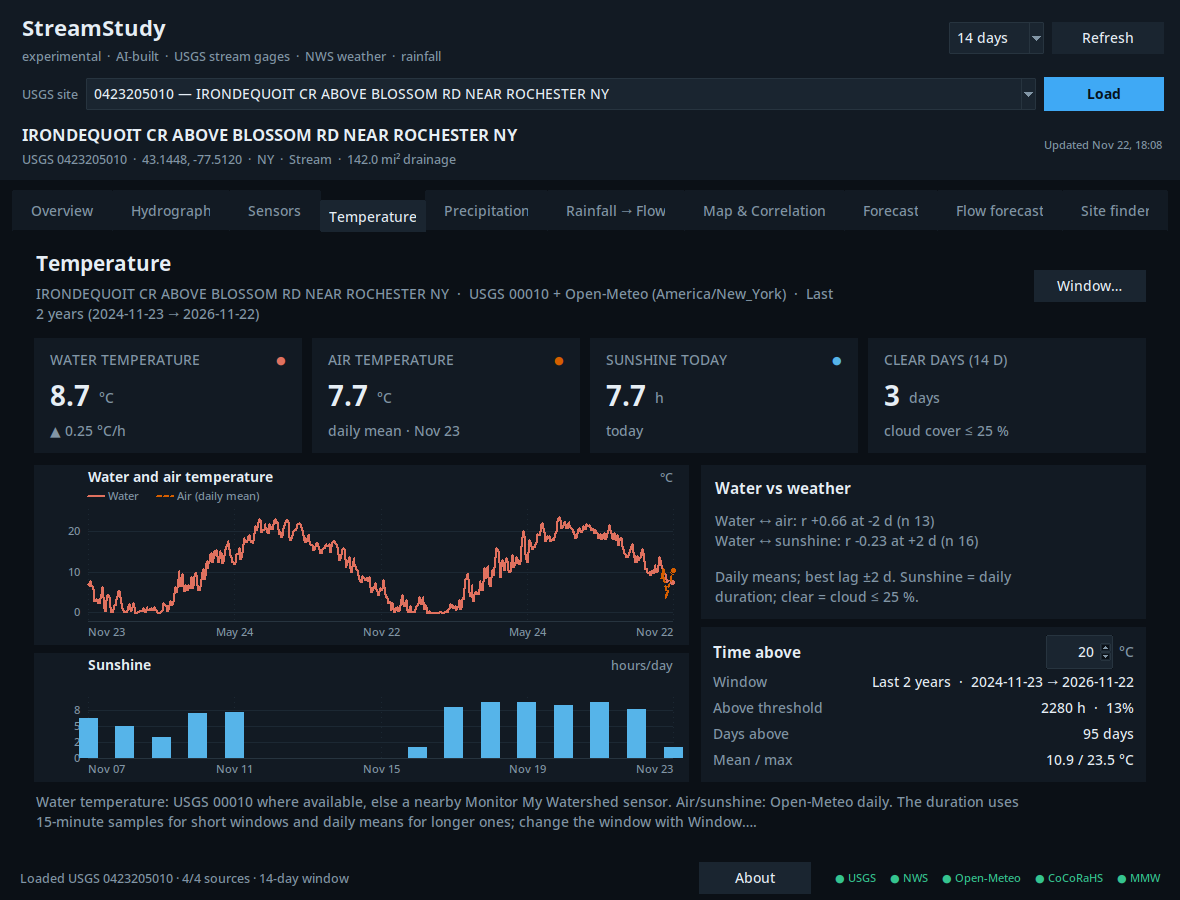 StreamStudy
experimental · AI-built · USGS stream gages · NWS weather · rainfall
14 days
Refresh
USGS site
0423205010 — IRONDEQUOIT CR ABOVE BLOSSOM RD NEAR ROCHESTER NY
Load
IRONDEQUOIT CR ABOVE BLOSSOM RD NEAR ROCHESTER NY
USGS 0423205010 · 43.1448, -77.5120 · NY · Stream · 142.0 mi² drainage
Updated Nov 22, 18:08
Overview Hydrograph Sensors Temperature Precipitation Rainfall → Flow Map & Correlation Forecast Flow forecast Site finder
Temperature
IRONDEQUOIT CR ABOVE BLOSSOM RD NEAR ROCHESTER NY · USGS 00010 + Open-Meteo (America/New_York) · Last
2 years (2024-11-23 → 2026-11-22)
Window...
WATER TEMPERATURE
8.7 °C
▲ 0.25 °C/h
AIR TEMPERATURE
7.7 °C
daily mean · Nov 23
SUNSHINE TODAY
7.7 h
today
CLEAR DAYS (14 D)
3 days
cloud cover ≤ 25 %
Water and air temperature
°C
Water Air (daily mean)
20
10
0
Nov 23 May 24 Nov 22 May 24 Nov 22
Sunshine
hours/day
8
5
2
0
Nov 07 Nov 11 Nov 15 Nov 19 Nov 23
Water vs weather
Water ↔ air: r +0.66 at -2 d (n 13)
Water ↔ sunshine: r -0.23 at +2 d (n 16)
Daily means; best lag ±2 d. Sunshine = daily
duration; clear = cloud ≤ 25 %.
Time above
20 °C
Window Last 2 years · 2024-11-23 → 2026-11-22
Above threshold 2280 h · 13%
Days above 95 days
Mean / max 10.9 / 23.5 °C
Water temperature: USGS 00010 where available, else a nearby Monitor My Watershed sensor. Air/sunshine: Open-Meteo daily. The duration uses
15-minute samples for short windows and daily means for longer ones; change the window with Window....
Loaded USGS 0423205010 · 4/4 sources · 14-day window
About
USGS NWS Open-Meteo CoCoRaHS MMW